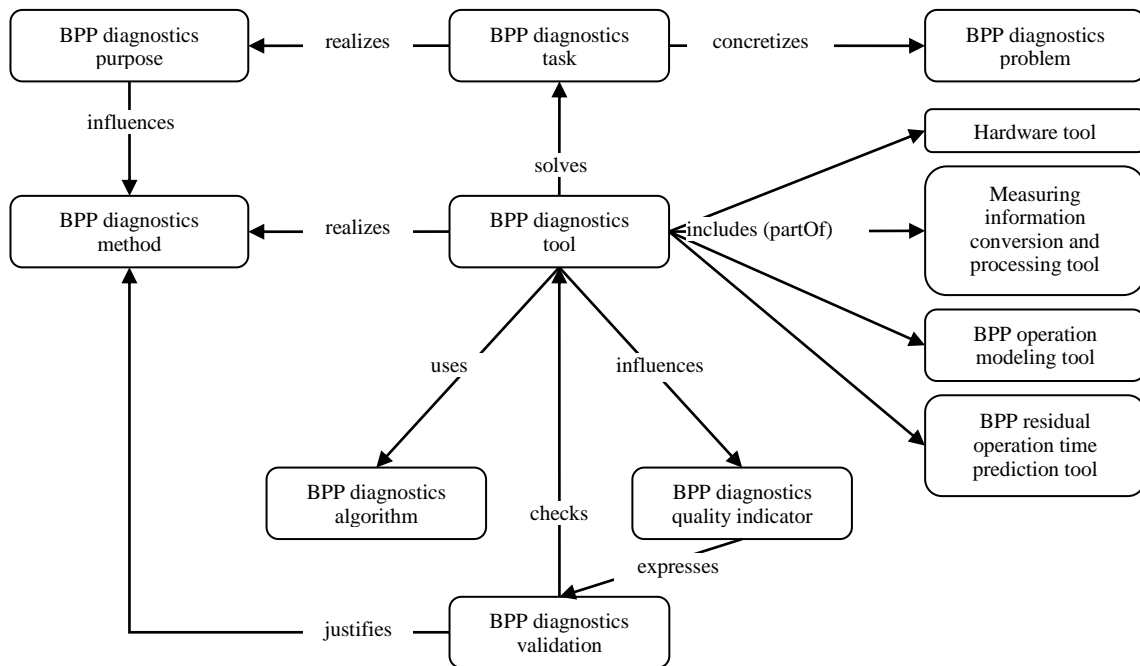 BPP diagnostics
purpose
realizes
BPP diagnostics
task
concretizes
BPP diagnostics
problem
influences
Hardware tool
solves
BPP diagnostics
method
realizes
BPP diagnostics
tool
includes (partOf)
Measuring
information
conversion and
processing tool
BPP operation
modeling tool
uses
influences
BPP residual
operation time
prediction tool
BPP diagnostics
algorithm
checks
BPP diagnostics
quality indicator
expresses
justifies
BPP diagnostics
validation